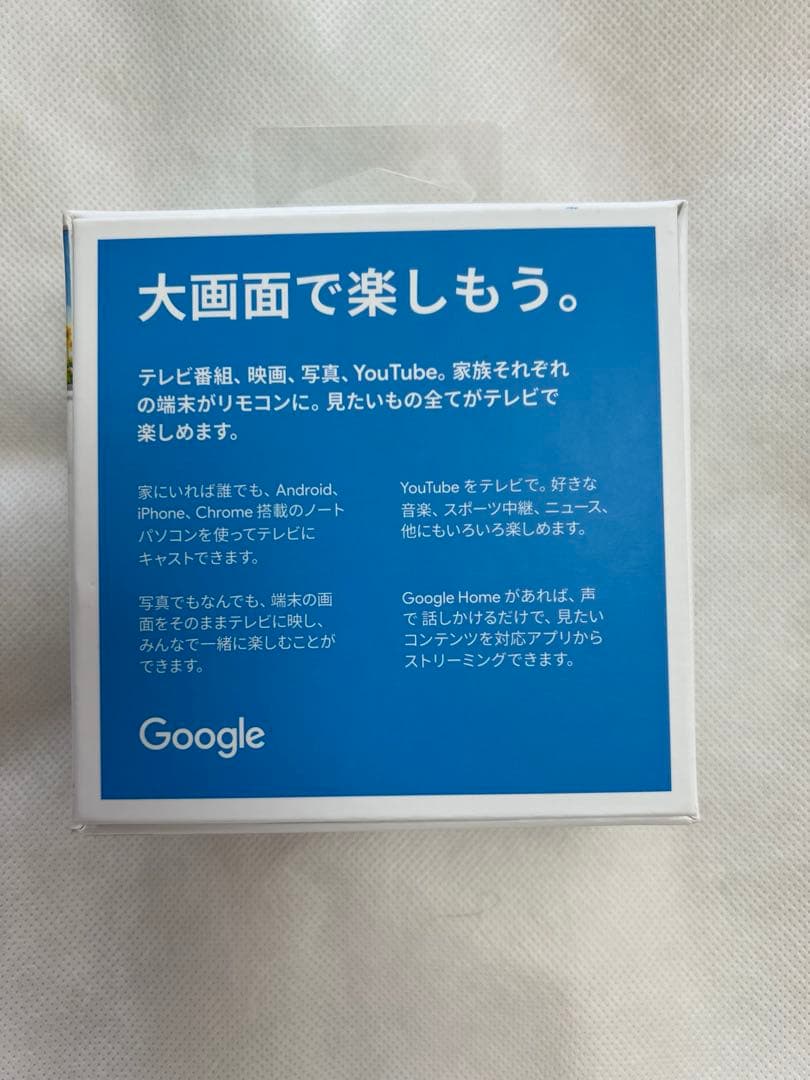 大画面で楽しもう。
テレビ番組、映画、写真、YouTube。家族それぞれ
の端末がリモコンに。見たいもの全てがテレビで
楽しめます。
家にいれば誰でも、Android、
iPhone、Chrome 搭載のノート
パソコンを使ってテレビに
キャストできます。
YouTube をテレビで。好きな
音楽、スポーツ中継、ニュース、
他にもいろいろ楽しめます。
写真でもなんでも、端末の画
面をそのままテレビに映し、
みんなで一緒に楽しむことが
できます。
Google Home があれば、声
で 話しかけるだけで、見たい
コンテンツを対応アプリから
ストリーミングできます。
Google